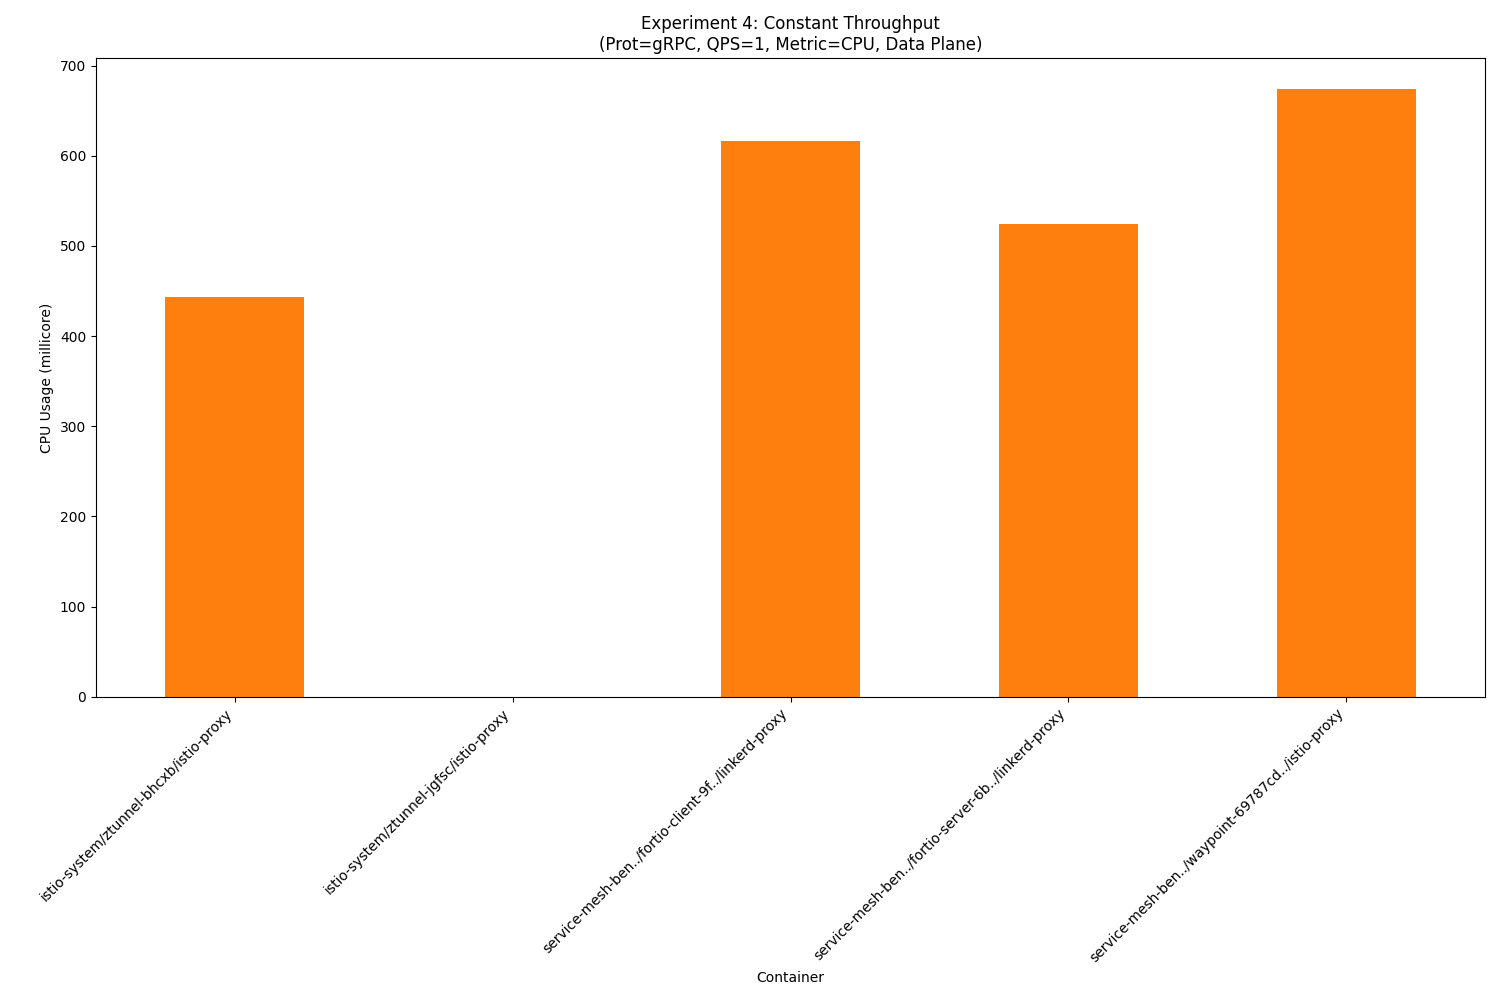 Experiment 4: Constant Throughput
(Prot=gRPC, QPS=1, Metric=CPU, Data Plane)
CPU Usage (millicore)
700
600
500
400
300
200
100
0
istio-system/ztunnel-bhcxb/istio-proxy
istio-system/ztunnel-jgfsc/istio-proxy
service-mesh-ben../fortio-client-9f../linkerd-proxy
service-mesh-ben../fortio-server-6b../linkerd-proxy
service-mesh-ben../waypoint-69787cd../istio-proxy
Container